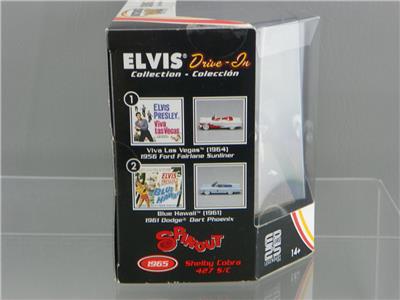 ELVIS® Drive-In
Collection - Colección
1
ELVIS
PRESLEY
Viva
Las Vegas
Viva Las Vegas™ (1964)
1956 Ford Fairlane Sunliner
2
ELVIS
PRESLEY
BLUE
HAWAII
Blue Hawaii™ (1961)
1961 Dodge® Dart Phoenix
SPINOUT
1965
Shelby Cobra
427 S/C
14+